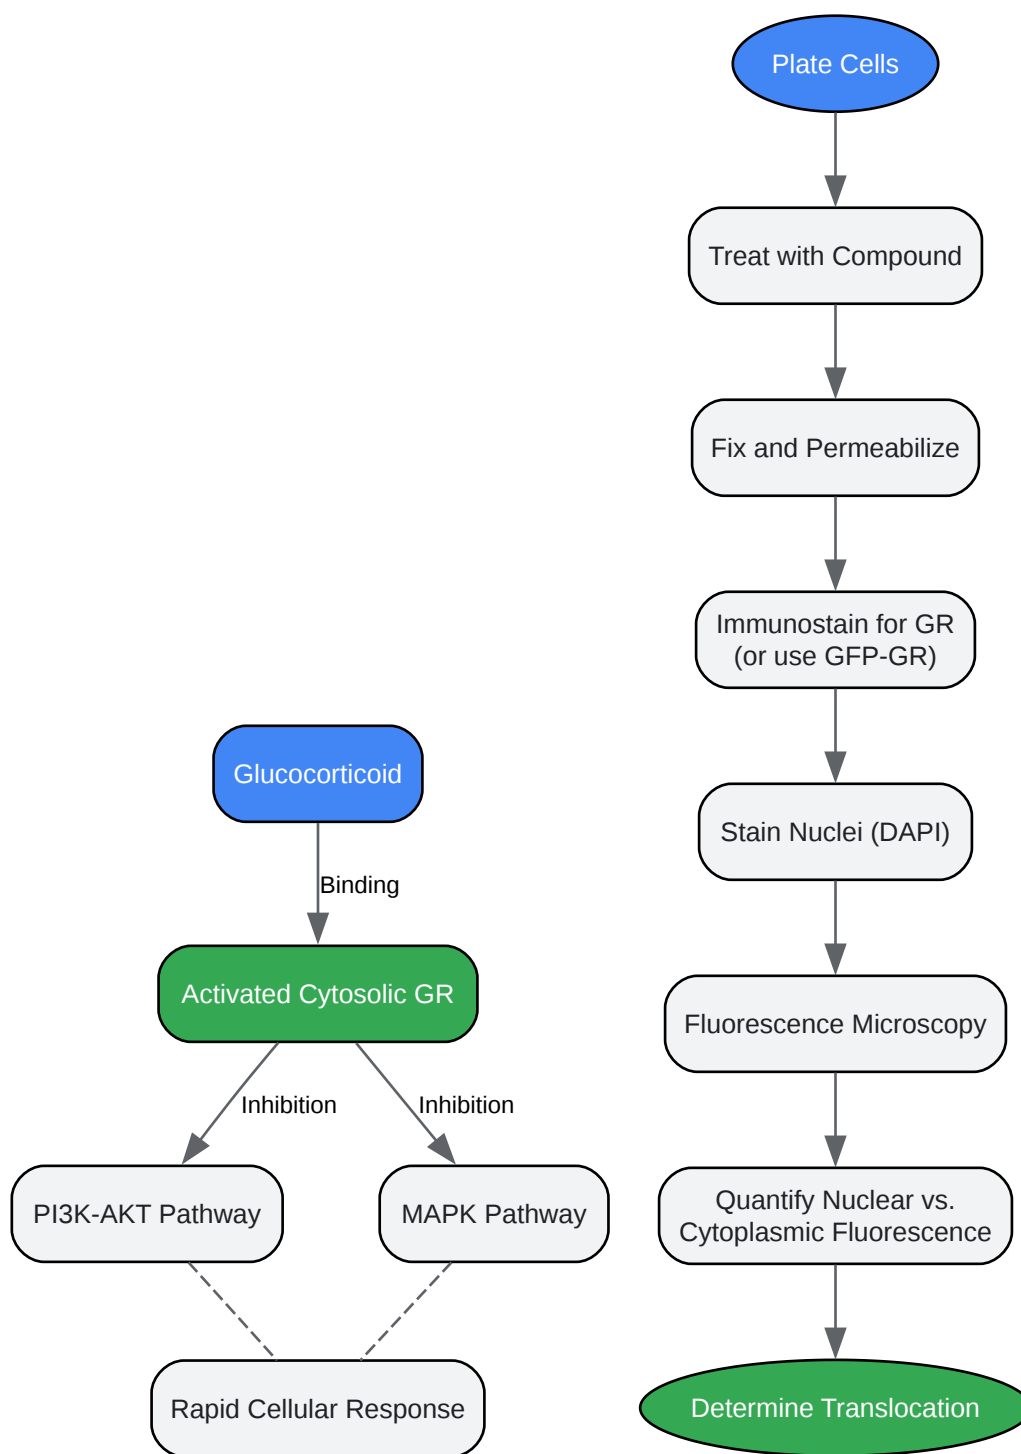 Plate Cells
Treat with Compound
Fix and Permeabilize
Immunostain for GR
(or use GFP-GR)
Stain Nuclei (DAPI)
Fluorescence Microscopy
Quantify Nuclear vs.
Cytoplasmic Fluorescence
Determine Translocation
Glucocorticoid
Binding
Activated Cytosolic GR
Inhibition
Inhibition
PI3K-AKT Pathway
MAPK Pathway
Rapid Cellular Response